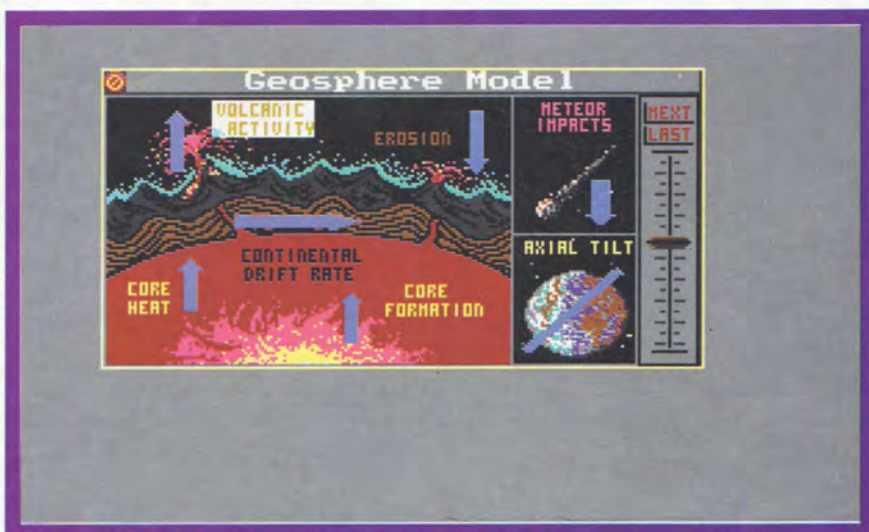 Geosphere Model
VOLCANIC
ACTIVITY
EROSION
METEOR
IMPACTS
NEXT
LAST
CONTINENTAL
DRIFT RATE
AXIAL TILT
CORE
HEAT
CORE
FORMATION